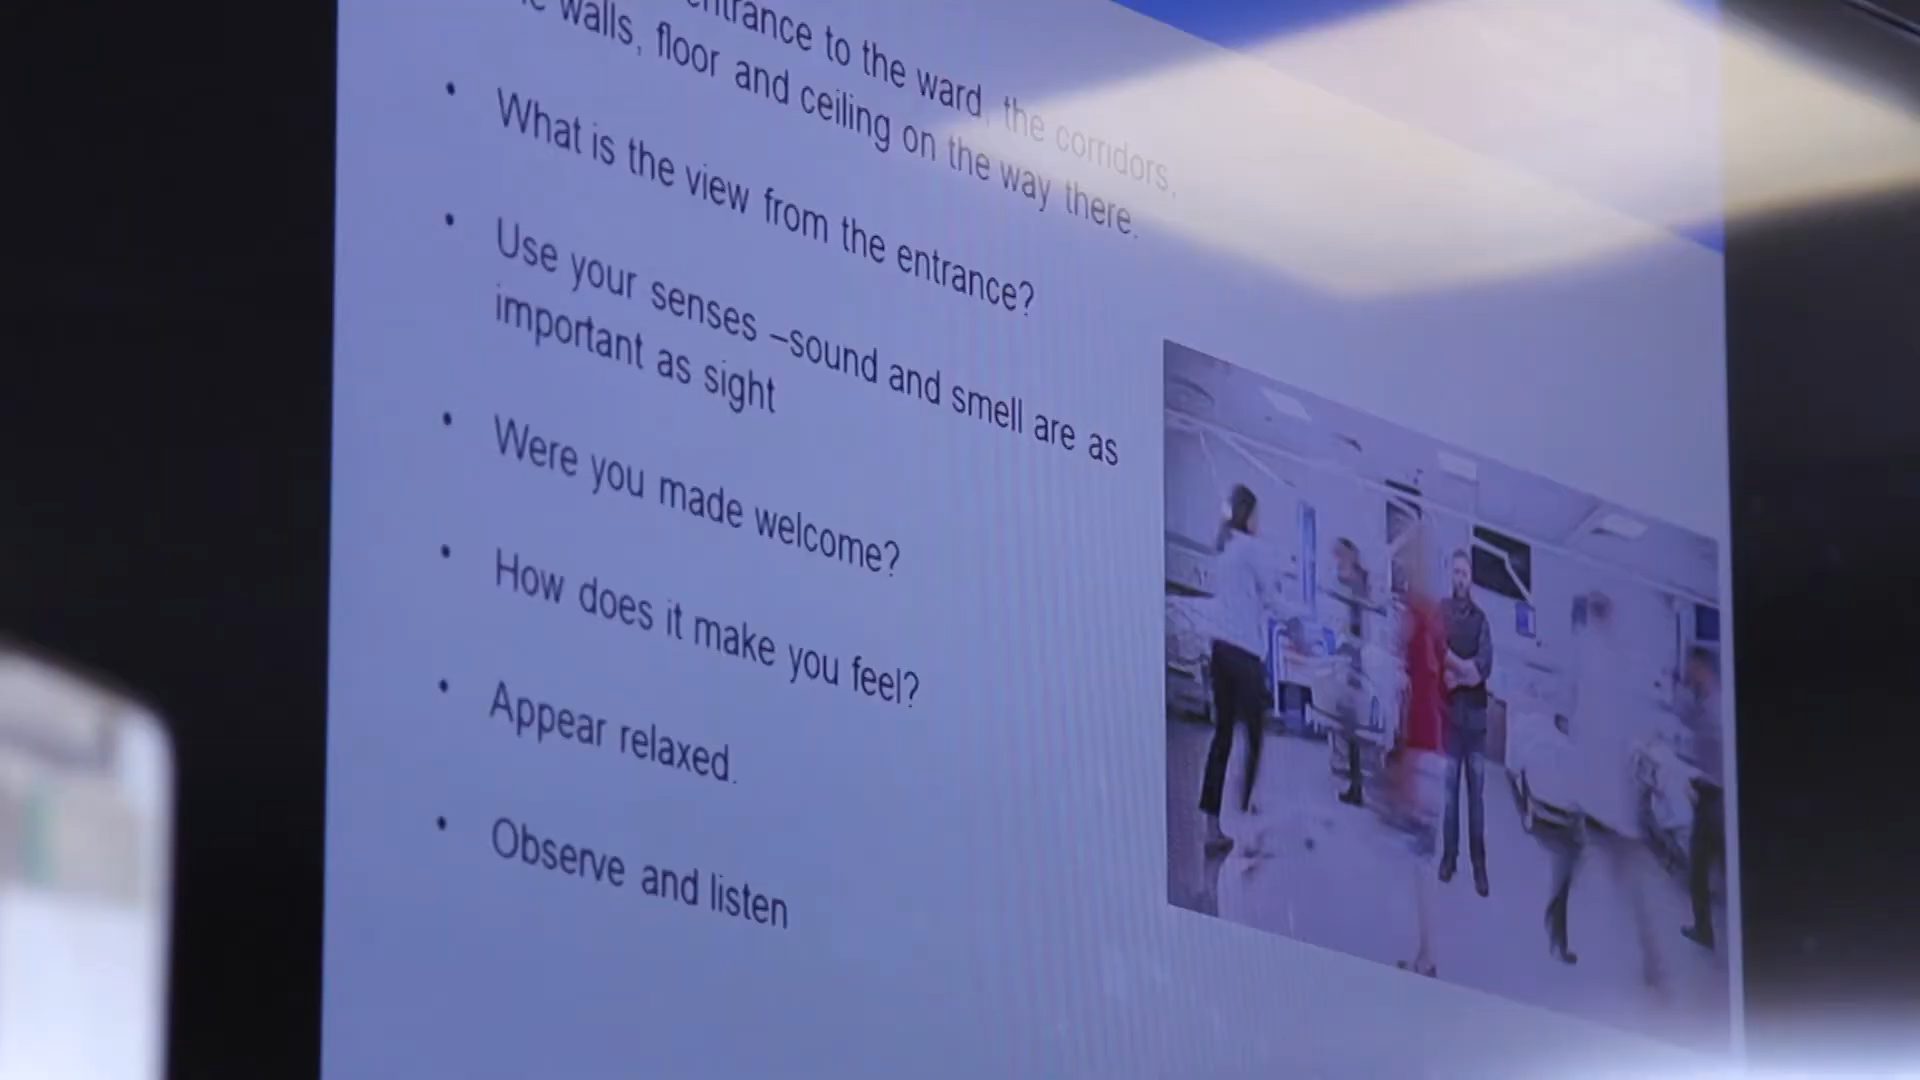 to the ward, the corridors,
walls, floor and ceiling on the way there.
• What is the view from the entrance?
• Use your senses –sound and smell are as
important as sight
• Were you made welcome?
• How does it make you feel?
• Appear relaxed.
• Observe and listen